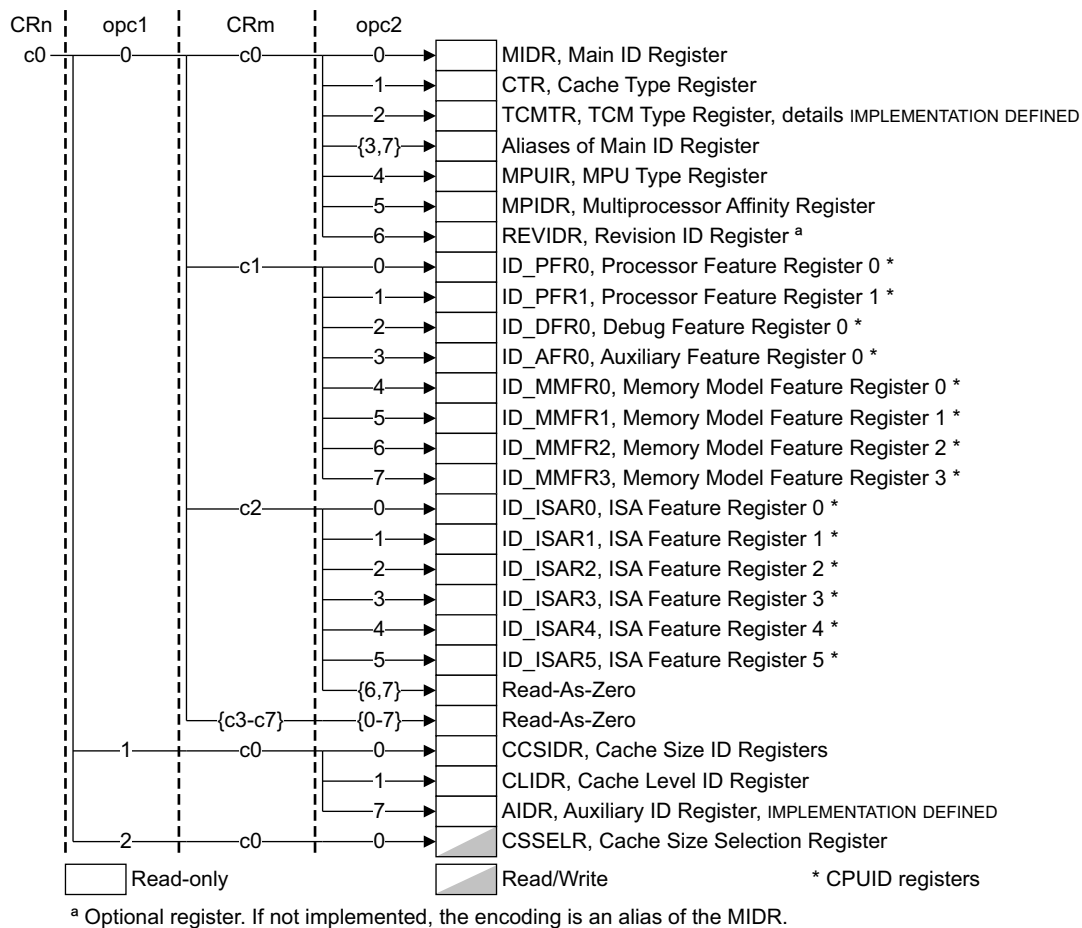 CRn opc1 CRm opc2
c0 0 c0 0 MIDR, Main ID Register
1 CTR, Cache Type Register
2 TCMTR, TCM Type Register, details IMPLEMENTATION DEFINED
{3,7} Aliases of Main ID Register
4 MPUIR, MPU Type Register
5 MPIDR, Multiprocessor Affinity Register
6 REVIDR, Revision ID Register ª
c1 0 ID_PFR0, Processor Feature Register 0 *
1 ID_PFR1, Processor Feature Register 1 *
2 ID_DFR0, Debug Feature Register 0 *
3 ID_AFR0, Auxiliary Feature Register 0 *
4 ID_MMFR0, Memory Model Feature Register 0 *
5 ID_MMFR1, Memory Model Feature Register 1 *
6 ID_MMFR2, Memory Model Feature Register 2 *
7 ID_MMFR3, Memory Model Feature Register 3 *
c2 0 ID_ISAR0, ISA Feature Register 0 *
1 ID_ISAR1, ISA Feature Register 1 *
2 ID_ISAR2, ISA Feature Register 2 *
3 ID_ISAR3, ISA Feature Register 3 *
4 ID_ISAR4, ISA Feature Register 4 *
5 ID_ISAR5, ISA Feature Register 5 *
{6,7} Read-As-Zero
{c3-c7} {0-7} Read-As-Zero
1 c0 0 CCSIDR, Cache Size ID Registers
1 CLIDR, Cache Level ID Register
7 AIDR, Auxiliary ID Register, IMPLEMENTATION DEFINED
2 c0 0 CSSELR, Cache Size Selection Register
Read-only Read/Write * CPUID registers
ª Optional register. If not implemented, the encoding is an alias of the MIDR.